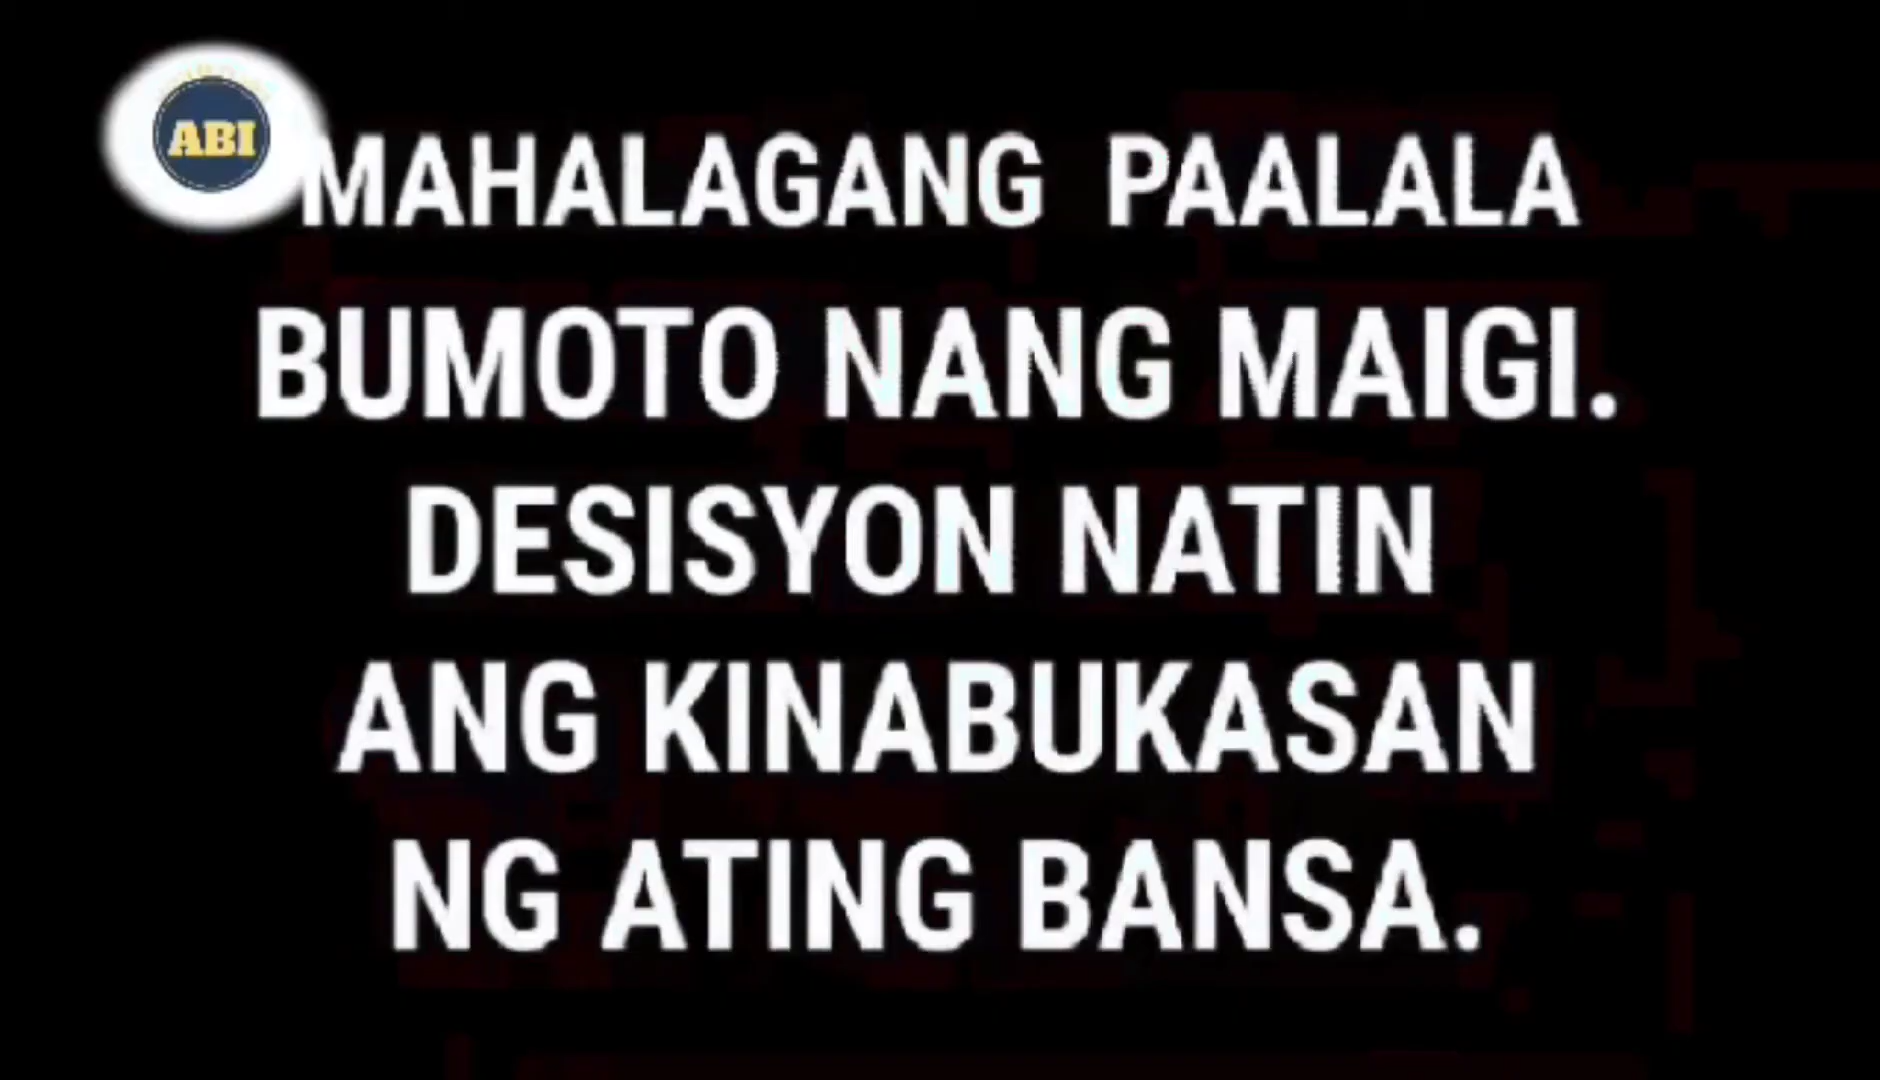 ABI
MAHALAGANG PAALALA
BUMOTO NANG MAIGI.
DESISYON NATIN
ANG KINABUKASAN
NG ATING BANSA.